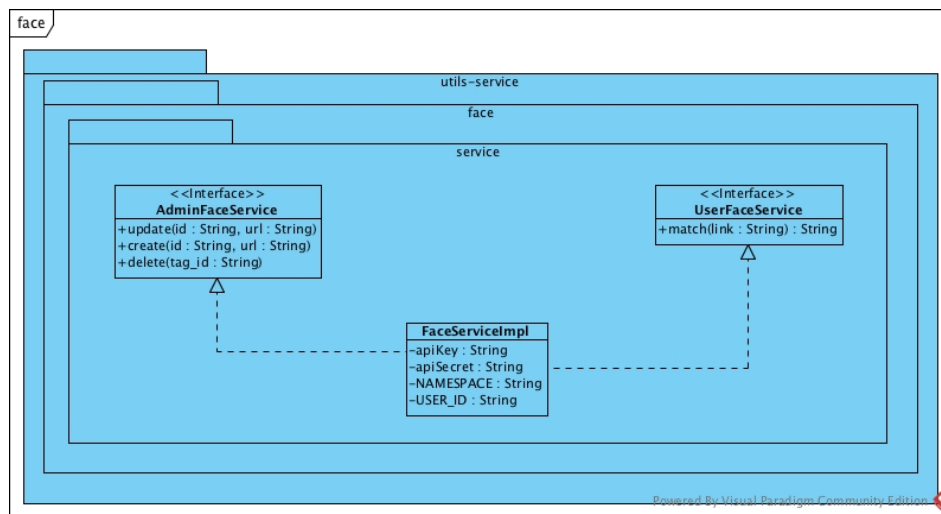 face
utils-service
face
service
<<Interface>>
AdminFaceService
+update(id : String, url : String)
+create(id : String, url : String)
+delete(tag_id : String)
<<Interface>>
UserFaceService
+match(link : String) : String
FaceServiceImpl
-apiKey : String
-apiSecret : String
-NAMESPACE : String
-USER_ID : String
Powered By Visual Paradigm Community Edition